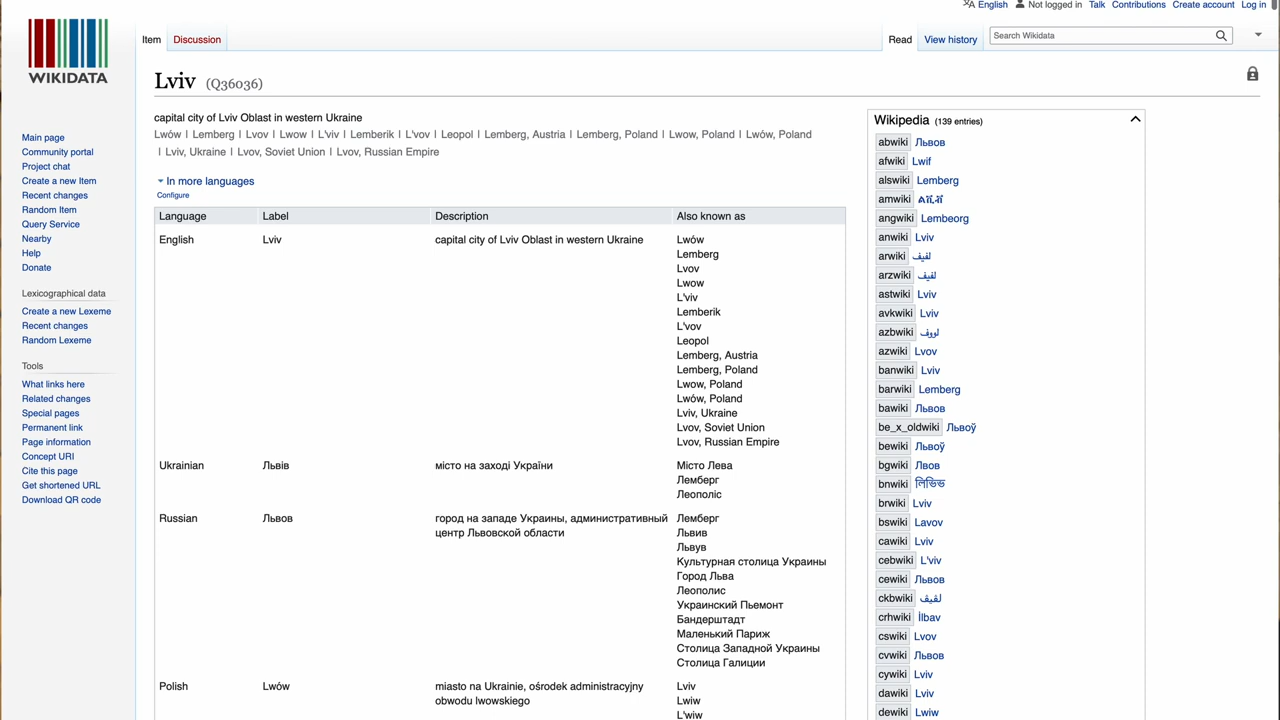 English Not logged in Talk Contributions Create account Log in
WIKIDATA
Item Discussion
Read View history Search Wikidata
Lviv (Q36036)
capital city of Lviv Oblast in western Ukraine
Lwów | Lemberg | Lvov | Lwow | L'viv | Lemberik | L'vov | Leopol | Lemberg, Austria | Lemberg, Poland | Lwow, Poland | Lwów, Poland
| Lviv, Ukraine | Lvov, Soviet Union | Lvov, Russian Empire
In more languages
Configure
Main page
Community portal
Project chat
Create a new Item
Recent changes
Random Item
Query Service
Nearby
Help
Donate
Lexicographical data
Create a new Lexeme
Recent changes
Random Lexeme
Tools
What links here
Related changes
Special pages
Permanent link
Page information
Concept URI
Cite this page
Get shortened URL
Download QR code
Language Label Description Also known as
English Lviv capital city of Lviv Oblast in western Ukraine Lwów
Lemberg
Lvov
Lwow
L'viv
Lemberik
L'vov
Leopol
Lemberg, Austria
Lemberg, Poland
Lwow, Poland
Lwów, Poland
Lviv, Ukraine
Lvov, Soviet Union
Lvov, Russian Empire
Ukrainian Львів місто на заході України Місто Лева
Лемберг
Леополіс
Russian Львов город на западе Украины, административный Лемберг
центр Львовской области Львив
Львув
Культурная столица Украины
Город Льва
Леополис
Украинский Пьемонт
Бандерштадт
Маленький Париж
Столица Западной Украины
Столица Галиции
Polish Lwów miasto na Ukrainie, ośrodek administracyjny Lviv
obwodu lwowskiego Lwiw
L'wiw
Wikipedia (139 entries)
abwiki Львов
afwiki Lwif
alswiki Lemberg
amwiki ልቪቭ
angwiki Lembeorg
anwiki Lviv
arwiki لفيف
arzwiki لفيف
astwiki Lviv
avkwiki Lviv
azbwiki لووف
azwiki Lvov
banwiki Lviv
barwiki Lemberg
bawiki Львов
be_x_oldwiki Львоў
bewiki Львоў
bgwiki Лвов
bnwiki লিভিভ
brwiki Lviv
bswiki Lavov
cawiki Lviv
cebwiki L'viv
cewiki Львов
ckbwiki لڤیڤ
crhwiki İlbav
cswiki Lvov
cvwiki Львов
cywiki Lviv
dawiki Lviv
dewiki Lwiw